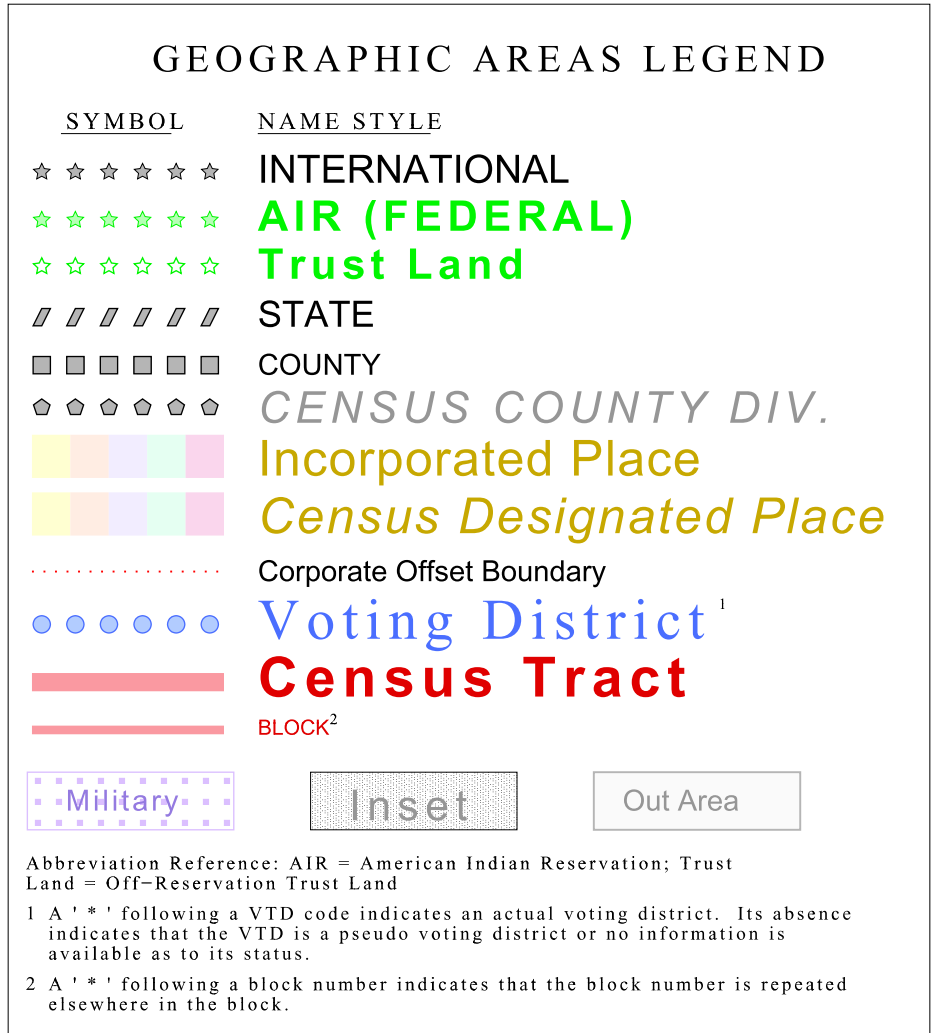 GEOGRAPHIC AREAS LEGEND
SYMBOL NAME STYLE
INTERNATIONAL
AIR (FEDERAL)
Trust Land
STATE
COUNTY
CENSUS COUNTY DIV.
Incorporated Place
Census Designated Place
Corporate Offset Boundary
Voting District 1
Census Tract
BLOCK2
Military Inset Out Area
Abbreviation Reference: AIR = American Indian Reservation; Trust
Land = Off−Reservation Trust Land
1 A ' * ' following a VTD code indicates an actual voting district. Its absence
indicates that the VTD is a pseudo voting district or no information is
available as to its status.
2 A ' * ' following a block number indicates that the block number is repeated
elsewhere in the block.